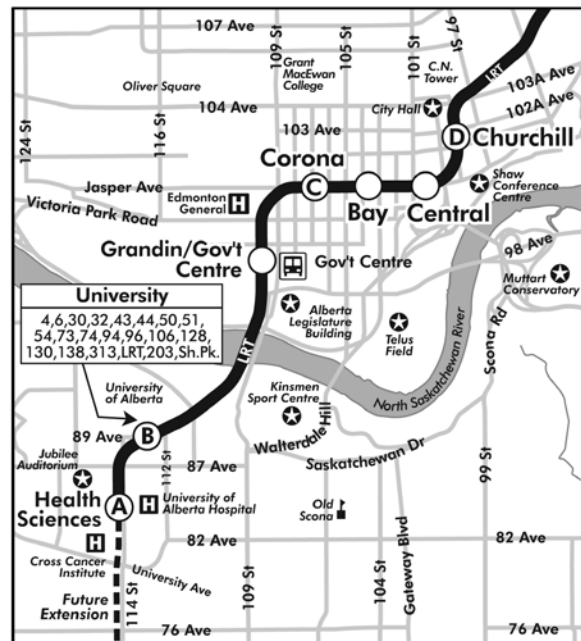 107 Ave
109 St
105 St
101 St
97 St
Grant
MacEwan
College
C.N.
Tower
LRT
Oliver Square
103A Ave
102A Ave
124 St
116 St
104 Ave
City Hall
103 Ave
D
Churchill
Corona
Jasper Ave
C
Shaw
Conference
Centre
Victoria Park Road
Edmonton
General
H
Bay
Central
Grandin/Gov't
Centre
Gov't Centre
98 Ave
Muttart
Conservatory
University
4,6,30,32,43,44,50,51,
54,73,74,94,96,106,128,
130,138,313,LRT,203,Sh.Pk.
Alberta
Legislature
Building
Telus
Field
Scona Rd
LRT
North Saskatchewan River
University
of Alberta
Kinsmen
Sport Centre
B
89 Ave
Walterdale Hill
Saskatchewan Dr
Jubilee
Auditorium
112 St
87 Ave
99 St
Health
Sciences
A
H
University of
Alberta Hospital
Old
Scona
H
82 Ave
82 Ave
Cross Cancer
Institute
University Ave
109 St
104 St
Gateway Blvd
Future
Extension
114 St
76 Ave
76 Ave